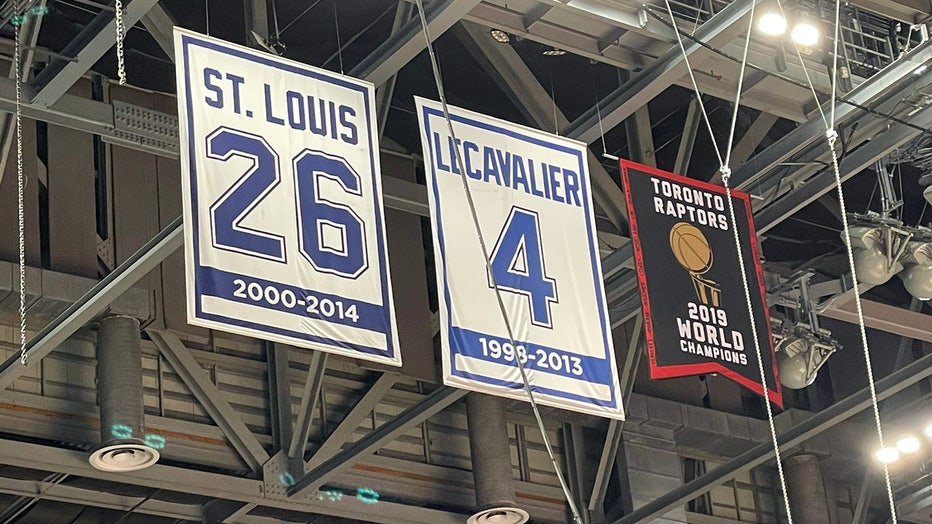 ST. LOUIS
26
2000-2014
LECAVALIER
4
1998-2013
TORONTO
RAPTORS
2019
WORLD
CHAMPIONS